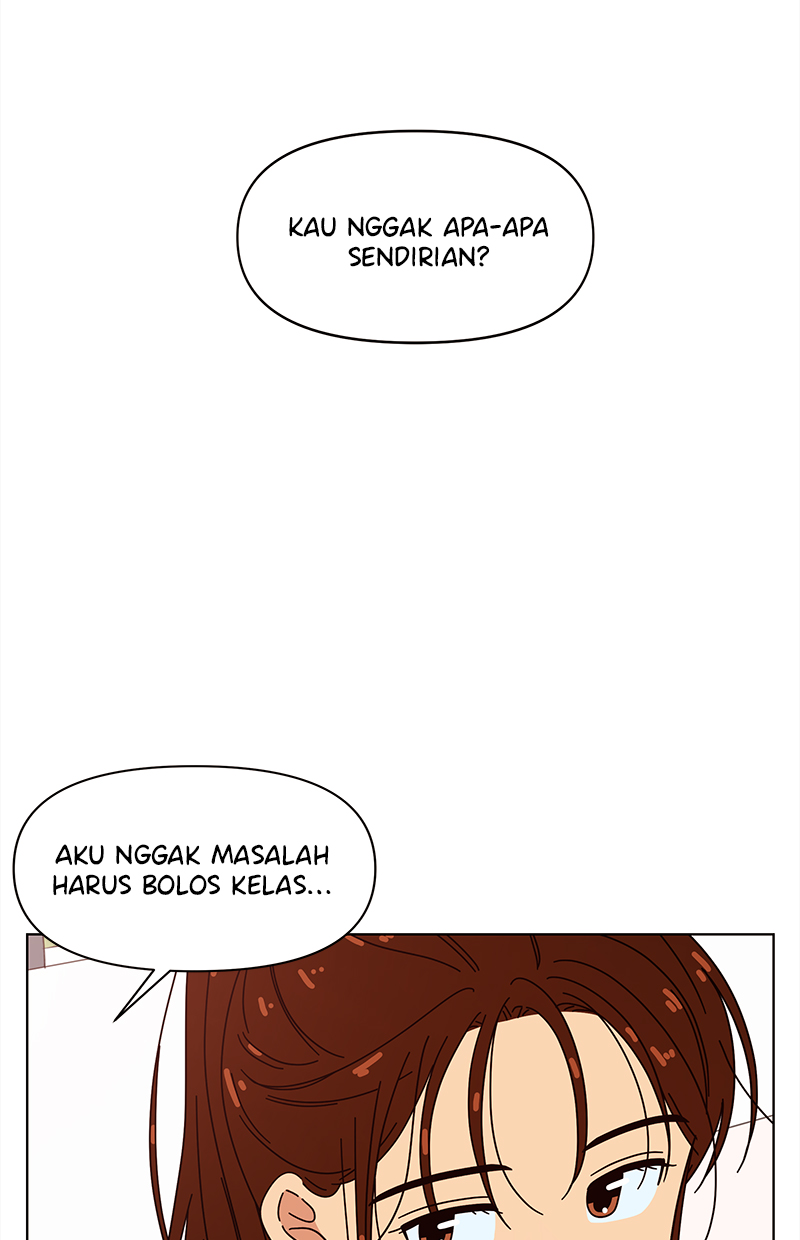 KAU NGGAK APA-APA
SENDIRIAN?
AKU NGGAK MASALAH
HARUS BOLOS KELAS...